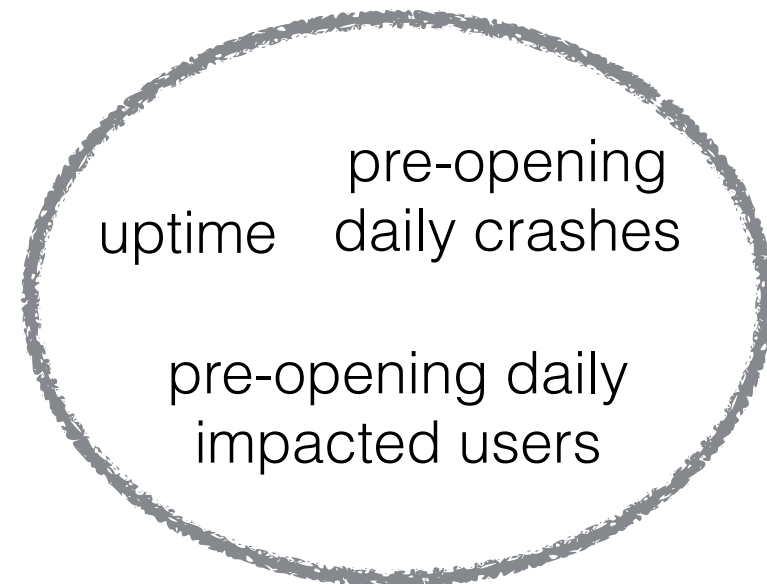 pre-opening
uptime daily crashes
pre-opening daily
impacted users